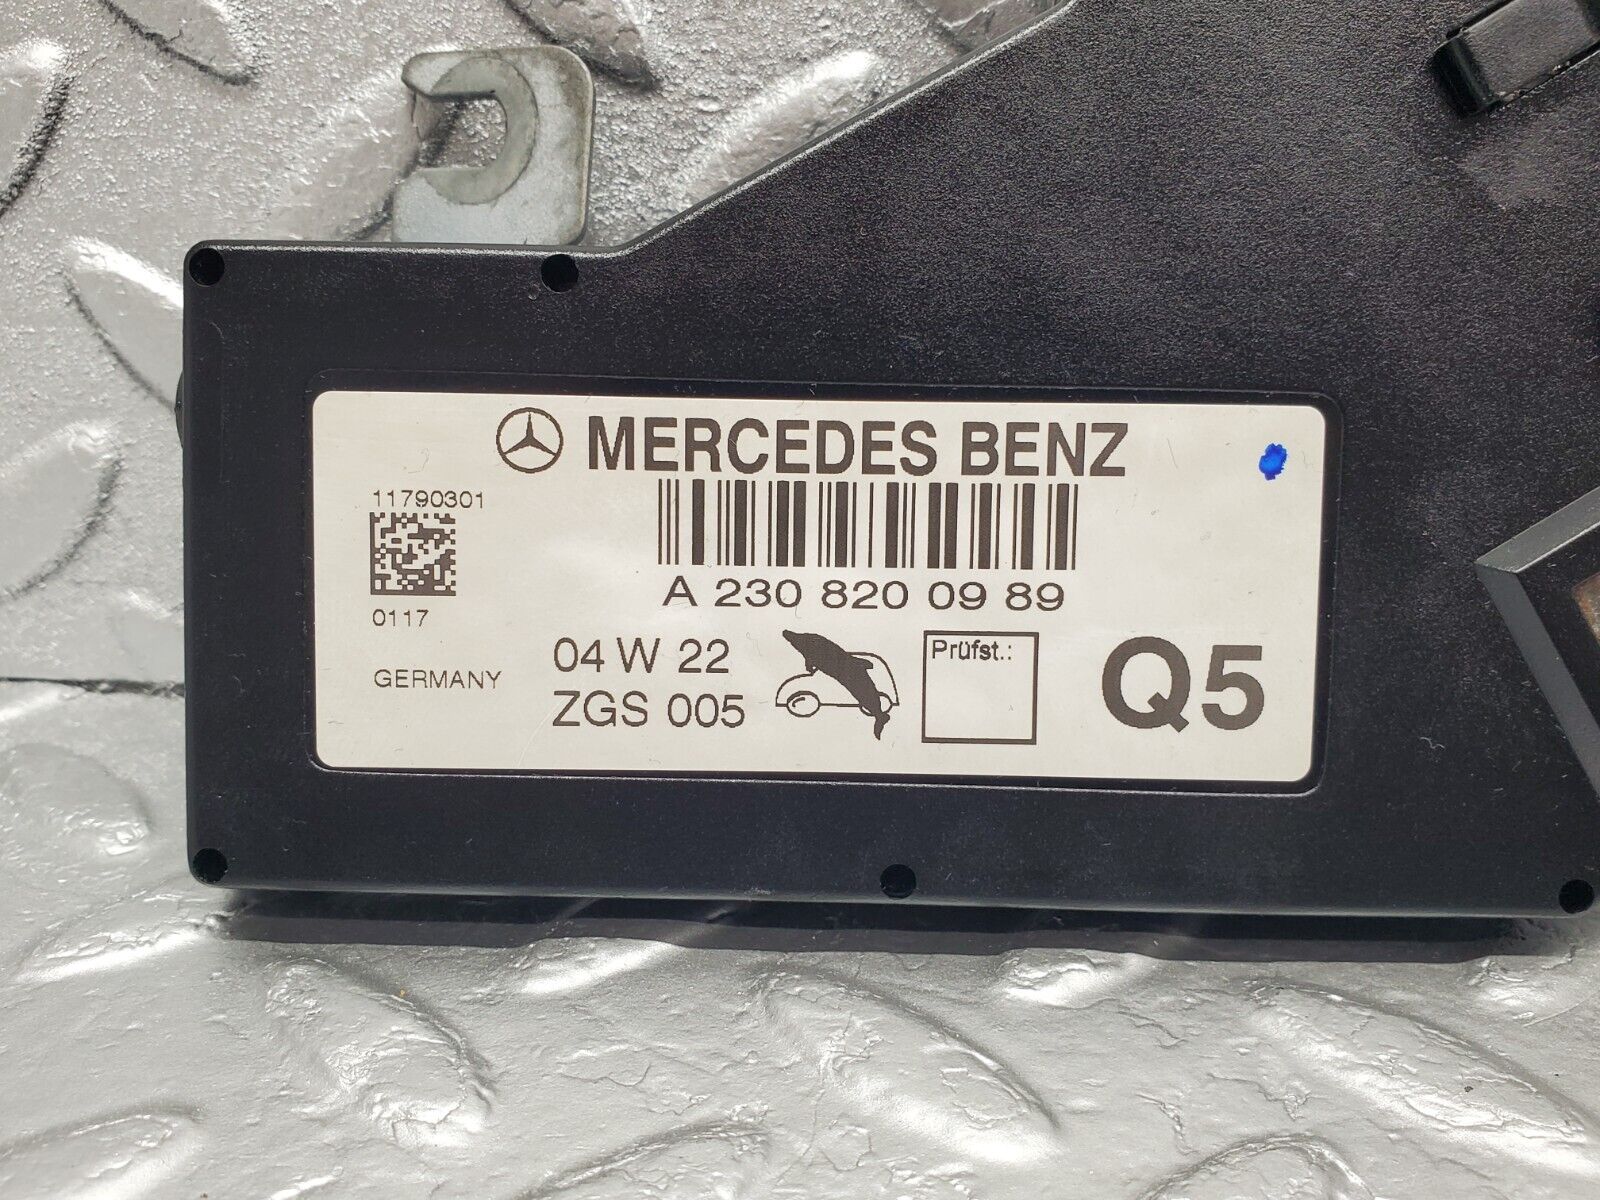 MERCEDES BENZ
11790301
A 230 820 09 89
0117
GERMANY
04 W 22
ZGS 005
Prüfst.:
Q5